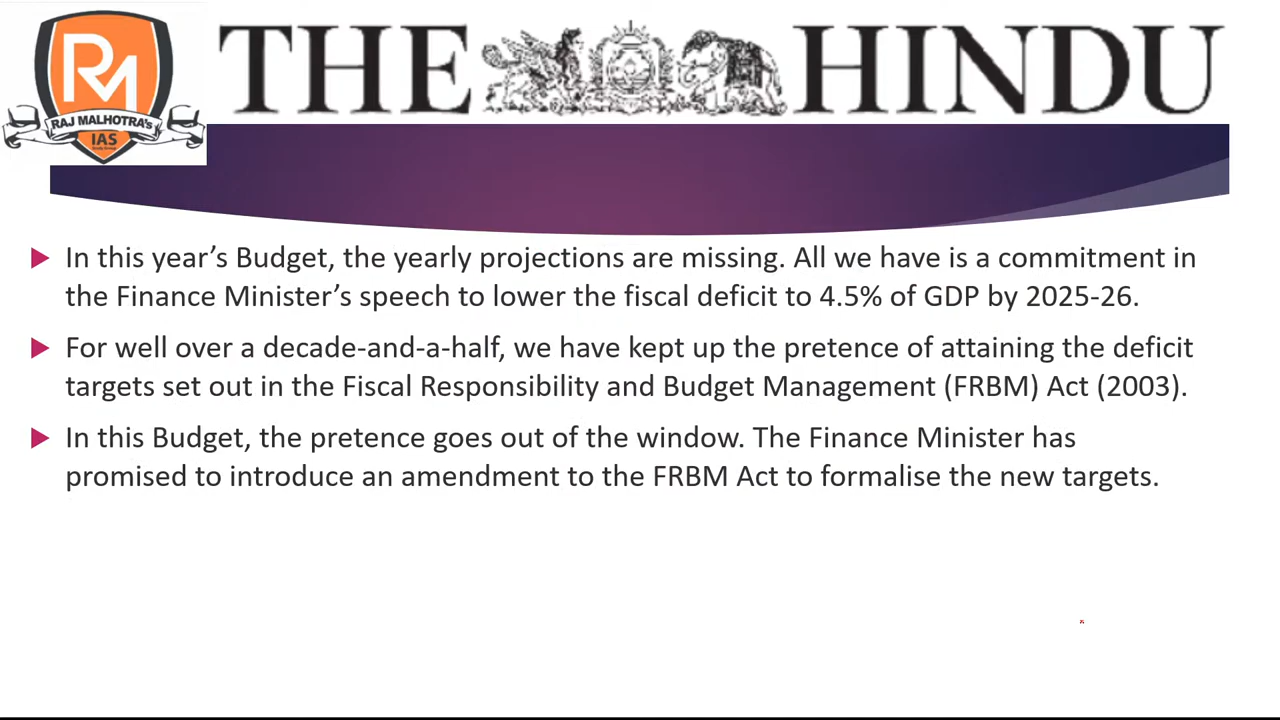 RM
RAJ MALHOTRA's
IAS
THE HINDU
In this year’s Budget, the yearly projections are missing. All we have is a commitment in
the Finance Minister’s speech to lower the fiscal deficit to 4.5% of GDP by 2025-26.
For well over a decade-and-a-half, we have kept up the pretence of attaining the deficit
targets set out in the Fiscal Responsibility and Budget Management (FRBM) Act (2003).
In this Budget, the pretence goes out of the window. The Finance Minister has
promised to introduce an amendment to the FRBM Act to formalise the new targets.